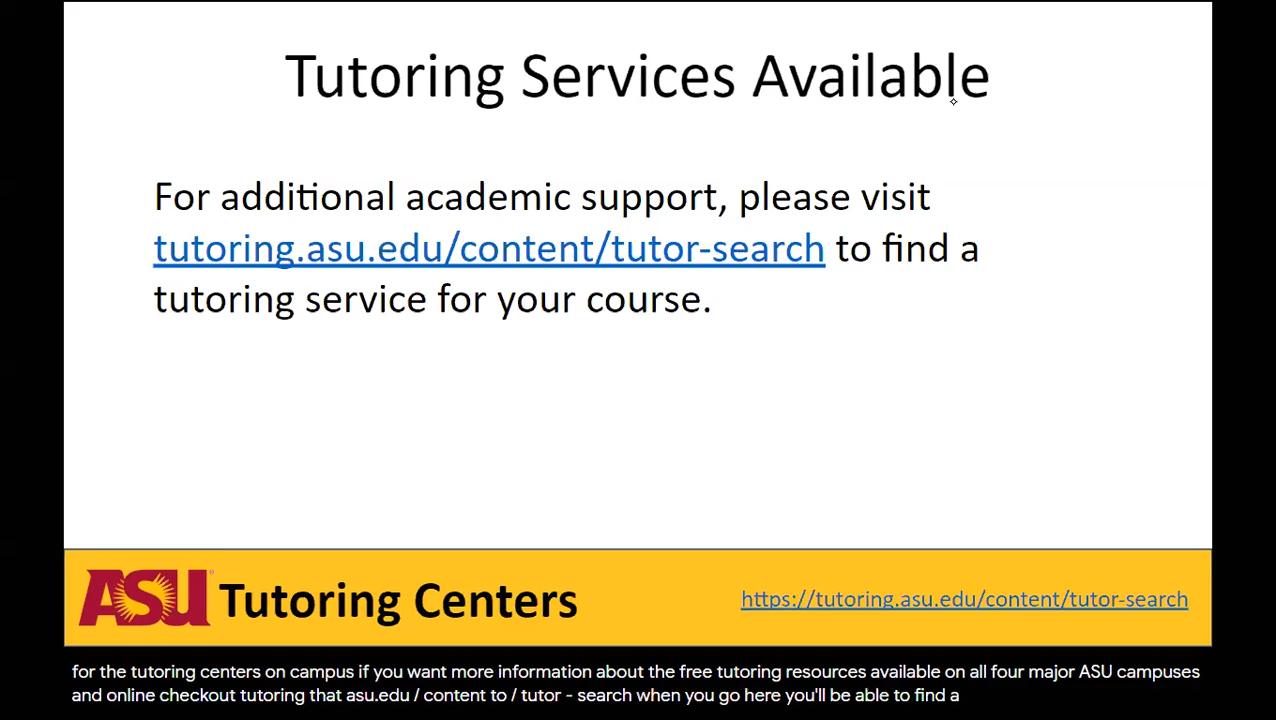 Tutoring Services Available
For additional academic support, please visit
tutoring.asu.edu/content/tutor-search to find a
tutoring service for your course.
ASU® Tutoring Centers https://tutoring.asu.edu/content/tutor-search
for the tutoring centers on campus if you want more information about the free tutoring resources available on all four major ASU campuses
and online checkout tutoring that asu.edu / content to / tutor - search when you go here you'll be able to find a